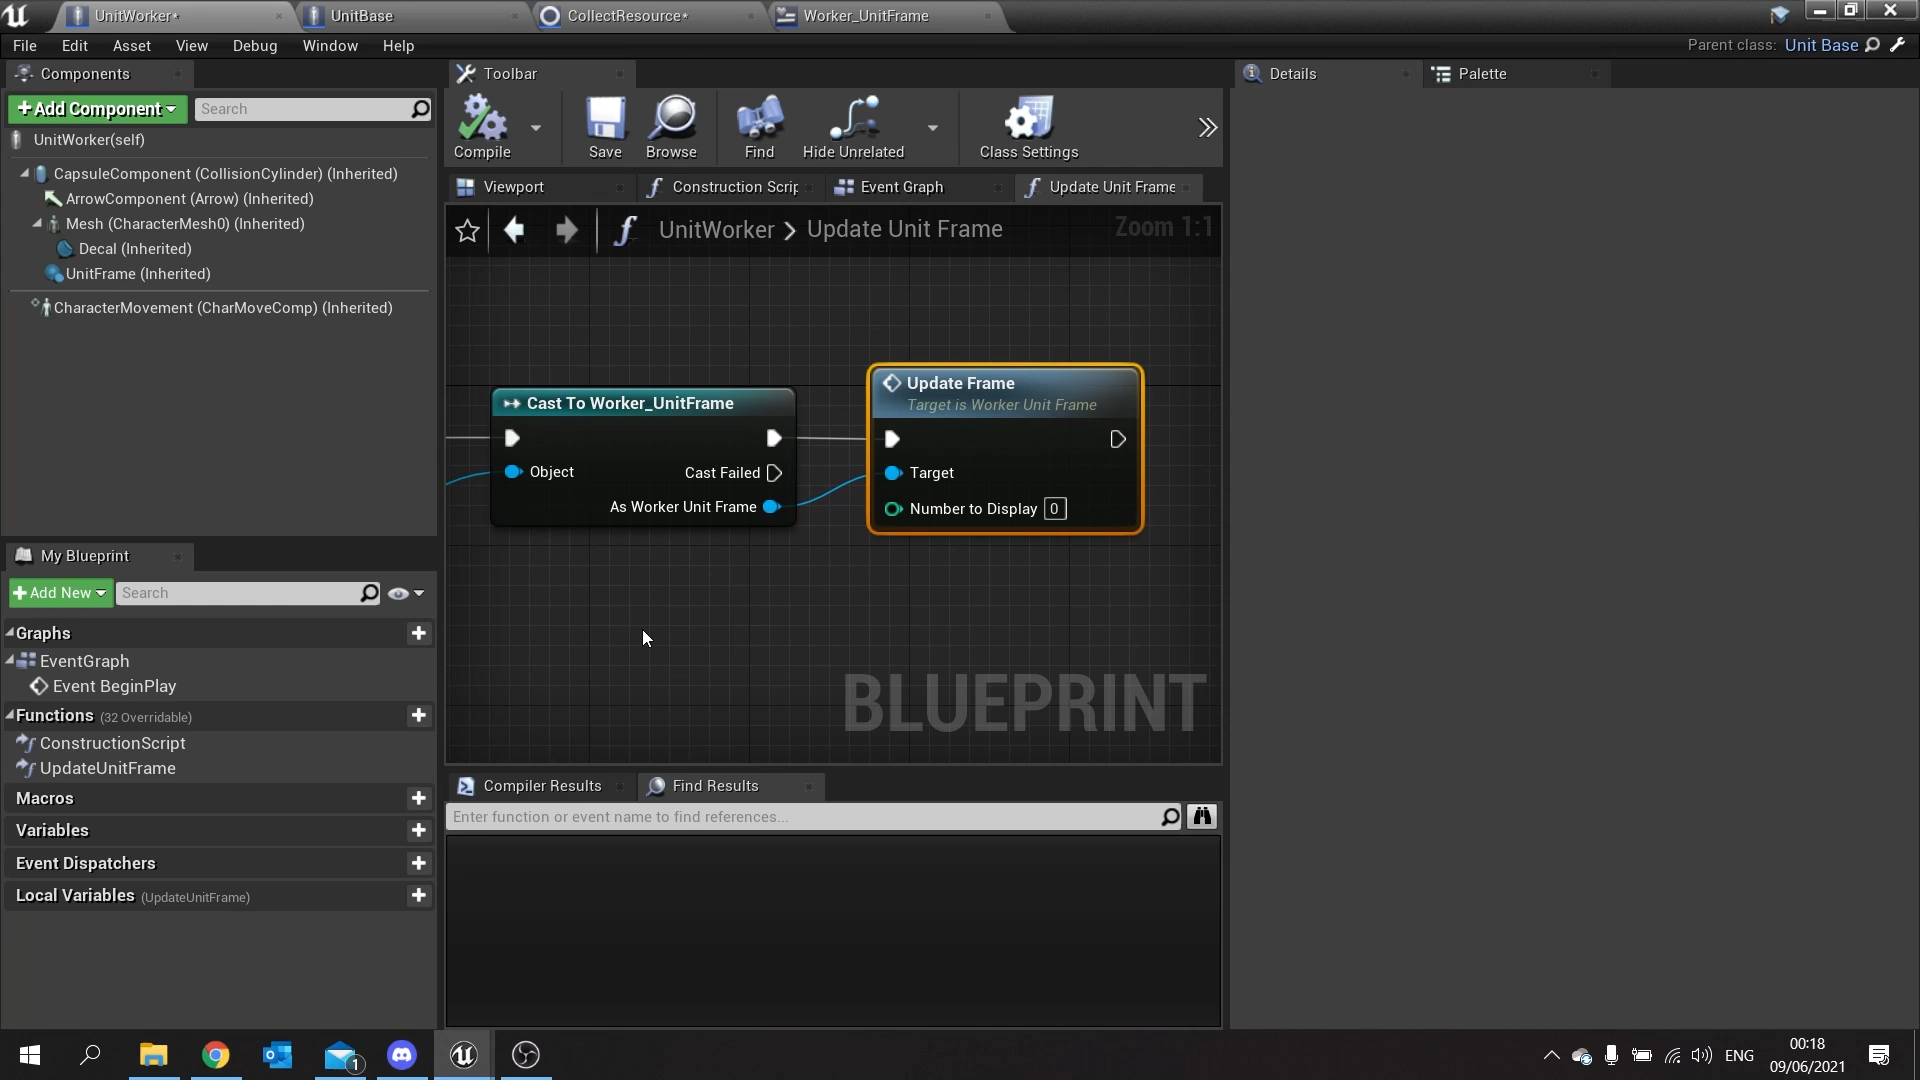 UnitWorker*
UnitBase
CollectResource*
Worker_UnitFrame
File Edit Asset View Debug Window Help
Parent class: Unit Base
Components
+Add Component
Search
UnitWorker(self)
CapsuleComponent (CollisionCylinder) (Inherited)
ArrowComponent (Arrow) (Inherited)
Mesh (CharacterMesh0) (Inherited)
Decal (Inherited)
UnitFrame (Inherited)
CharacterMovement (CharMoveComp) (Inherited)
My Blueprint
+Add New
Search
Graphs
EventGraph
Event BeginPlay
Functions (32 Overridable)
ConstructionScript
UpdateUnitFrame
Macros
Variables
Event Dispatchers
Local Variables (UpdateUnitFrame)
Toolbar
Compile
Save
Browse
Find
Hide Unrelated
Class Settings
Viewport
Construction Scrip
Event Graph
Update Unit Frame
UnitWorker > Update Unit Frame
Zoom 1:1
Cast To Worker_UnitFrame
Object
Cast Failed
As Worker Unit Frame
Update Frame
Target is Worker Unit Frame
Target
Number to Display 0
BLUEPRINT
Compiler Results
Find Results
Enter function or event name to find references...
Details
Palette
1
ENG
00:18
09/06/2021